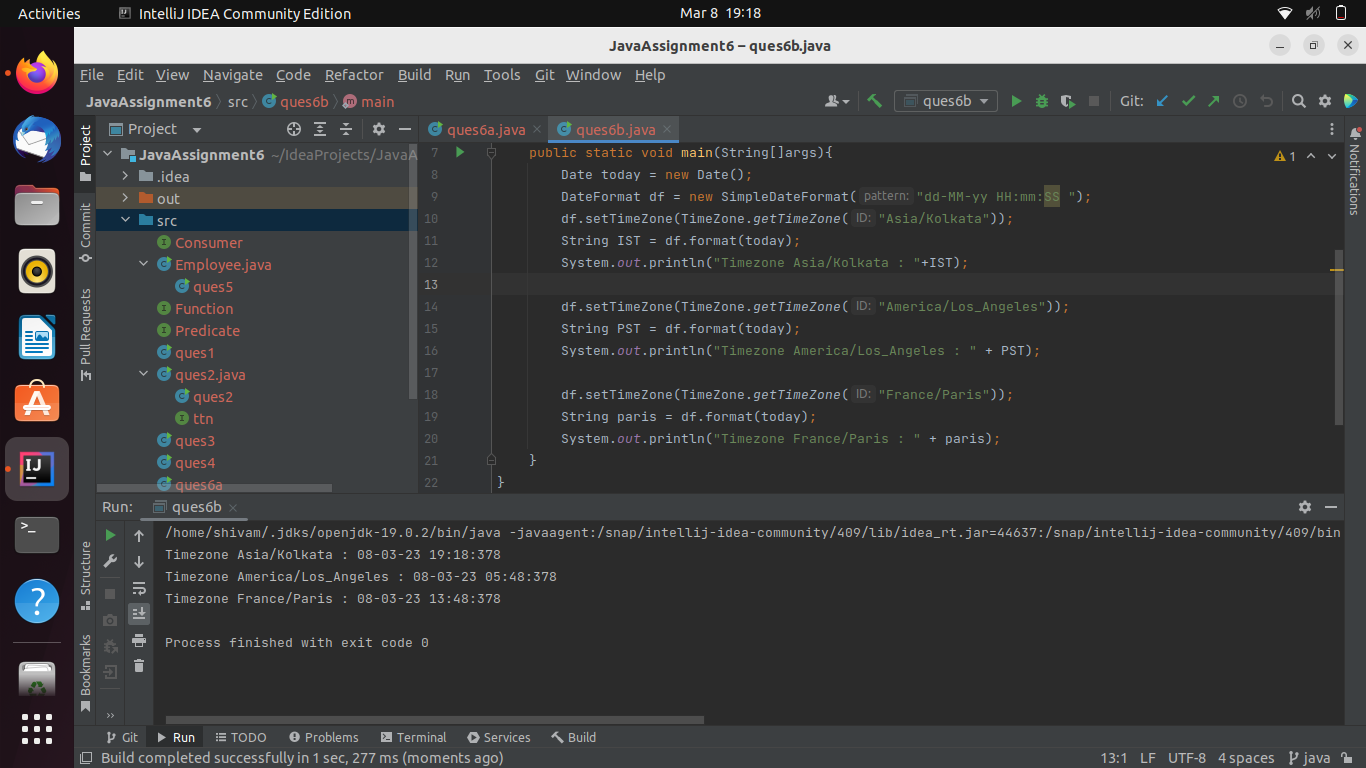 Activities
IntelliJ IDEA Community Edition
Mar 8 19:18
JavaAssignment6 – ques6b.java
File Edit View Navigate Code Refactor Build Run Tools Git Window Help
JavaAssignment6 src ques6b main
ques6b
Git:
Project
ques6a.java
ques6b.java
JavaAssignment6 ~/IdeaProjects/JavaA
.idea
out
src
Consumer
Employee.java
ques5
Function
Predicate
ques1
ques2.java
ques2
ttn
ques3
ques4
ques6a
Project
Commit
Pull Requests
Structure
Bookmarks
Notifications
1
7 public static void main(String[]args){
8 Date today = new Date();
9 DateFormat df = new SimpleDateFormat( pattern: "dd-MM-yy HH:mm:SS ");
10 df.setTimeZone(TimeZone.getTimeZone( ID: "Asia/Kolkata"));
11 String IST = df.format(today);
12 System.out.println("Timezone Asia/Kolkata : "+IST);
13
14 df.setTimeZone(TimeZone.getTimeZone( ID: "America/Los_Angeles"));
15 String PST = df.format(today);
16 System.out.println("Timezone America/Los_Angeles : " + PST);
17
18 df.setTimeZone(TimeZone.getTimeZone( ID: "France/Paris"));
19 String paris = df.format(today);
20 System.out.println("Timezone France/Paris : " + paris);
21 }
22 }
Run: ques6b
/home/shivam/.jdks/openjdk-19.0.2/bin/java -javaagent:/snap/intellij-idea-community/409/lib/idea_rt.jar=44637:/snap/intellij-idea-community/409/bin
Timezone Asia/Kolkata : 08-03-23 19:18:378
Timezone America/Los_Angeles : 08-03-23 05:48:378
Timezone France/Paris : 08-03-23 13:48:378
Process finished with exit code 0
Git Run TODO Problems Terminal Services Build
Build completed successfully in 1 sec, 277 ms (moments ago)
13:1 LF UTF-8 4 spaces java